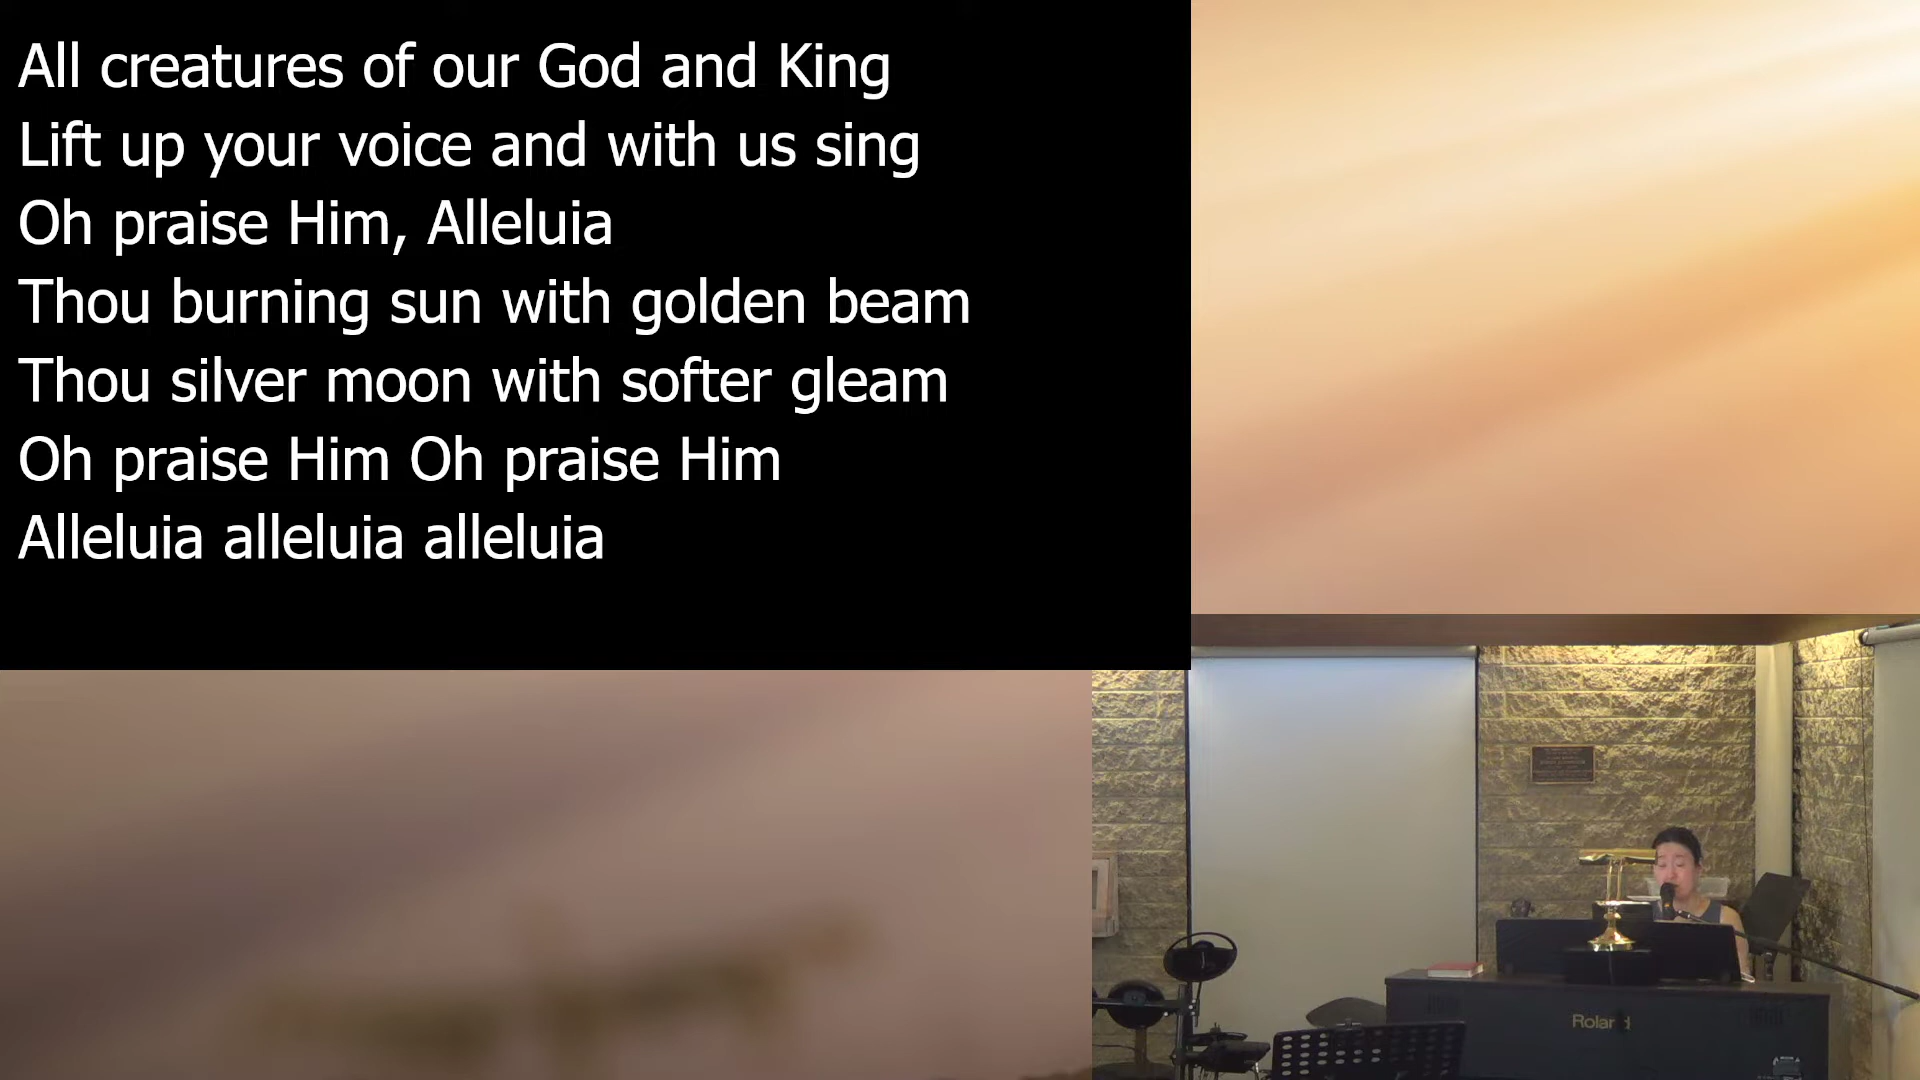 All creatures of our God and King
Lift up your voice and with us sing
Oh praise Him, Alleluia
Thou burning sun with golden beam
Thou silver moon with softer gleam
Oh praise Him Oh praise Him
Alleluia alleluia alleluia
Roland